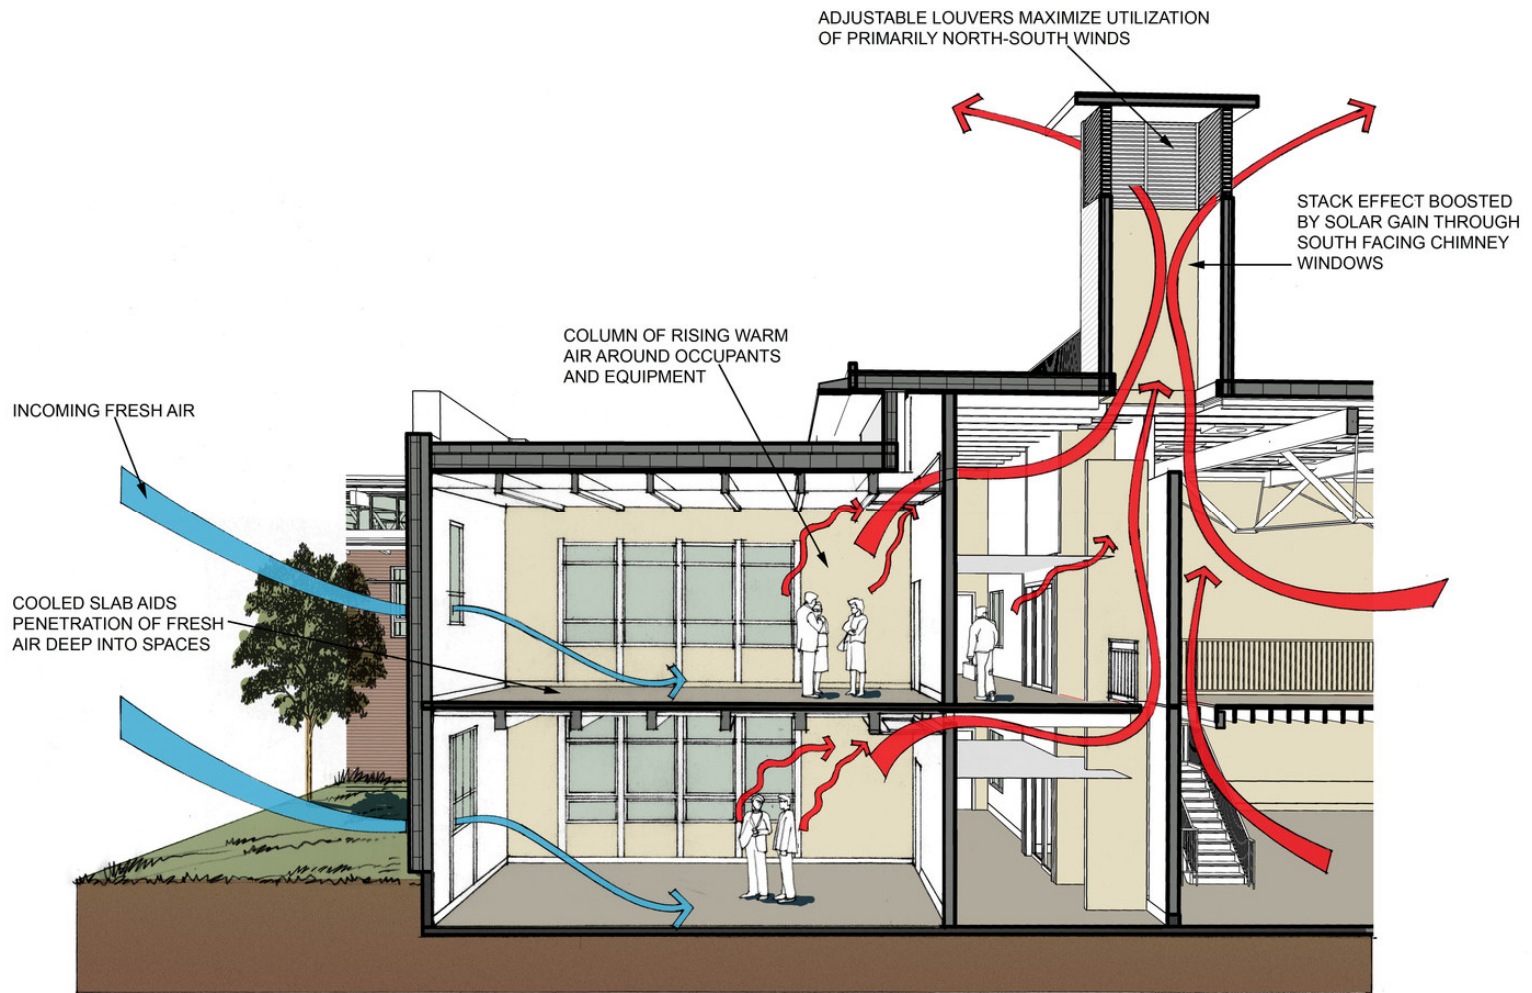 ADJUSTABLE LOUVERS MAXIMIZE UTILIZATION
OF PRIMARILY NORTH-SOUTH WINDS
STACK EFFECT BOOSTED
BY SOLAR GAIN THROUGH
SOUTH FACING CHIMNEY
WINDOWS
COLUMN OF RISING WARM
AIR AROUND OCCUPANTS
AND EQUIPMENT
INCOMING FRESH AIR
COOLED SLAB AIDS
PENETRATION OF FRESH
AIR DEEP INTO SPACES